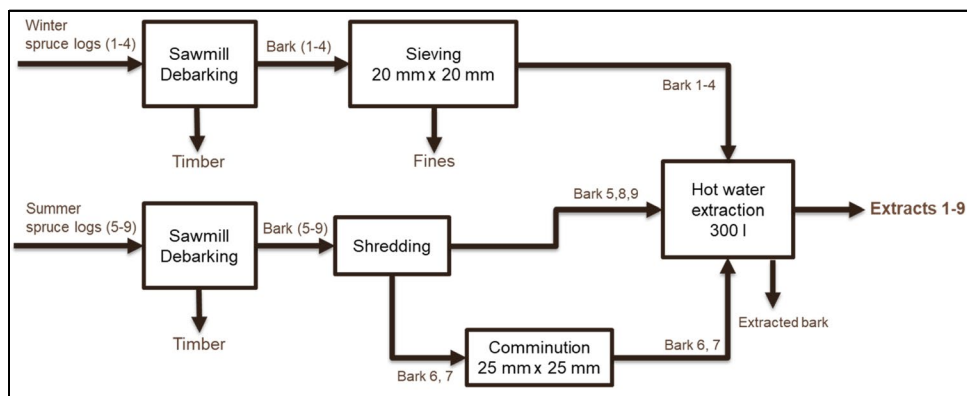 Winter
spruce logs (1-4)
Sawmill
Debarking
Bark (1-4)
Sieving
20 mm x 20 mm
Bark 1-4
Timber
Fines
Summer
spruce logs (5-9)
Sawmill
Debarking
Bark (5-9)
Shredding
Bark 5,8,9
Hot water
extraction
300 l
Extracts 1-9
Timber
Bark 6, 7
Comminution
25 mm x 25 mm
Bark 6, 7
Extracted bark